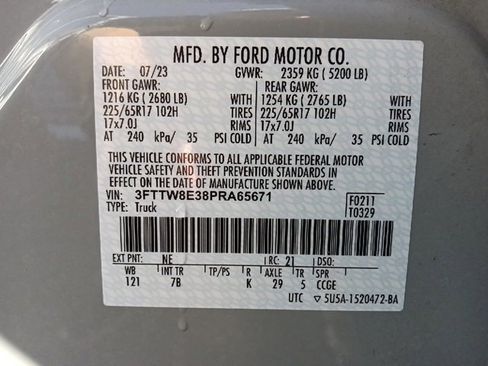 MFD. BY FORD MOTOR CO.
DATE: 07/23 GVWR: 2359 KG ( 5200 LB)
FRONT GAWR: REAR GAWR:
1216 KG ( 2680 LB) WITH 1254 KG ( 2765 LB) WITH
225/65R17 102H TIRES 225/65R17 102H TIRES
17x7.0J RIMS 17x7.0J RIMS
AT 240 kPa/ 35 PSI COLD AT 240 kPa/ 35 PSI COLD
THIS VEHICLE CONFORMS TO ALL APPLICABLE FEDERAL MOTOR
VEHICLE SAFETY AND THEFT PREVENTION STANDARDS IN
EFFECT ON THE DATE OF MANUFACTURE SHOWN ABOVE.
VIN: 3FTTW8E38PRA65671 F0211
TYPE: Truck T0329
EXT PNT: NE RC: 21 DSO:
WB INT TR TP/PS R AXLE TR SPR
121 7B K 29 5 CCGE
UTC ▽5U5A-1520472-BA